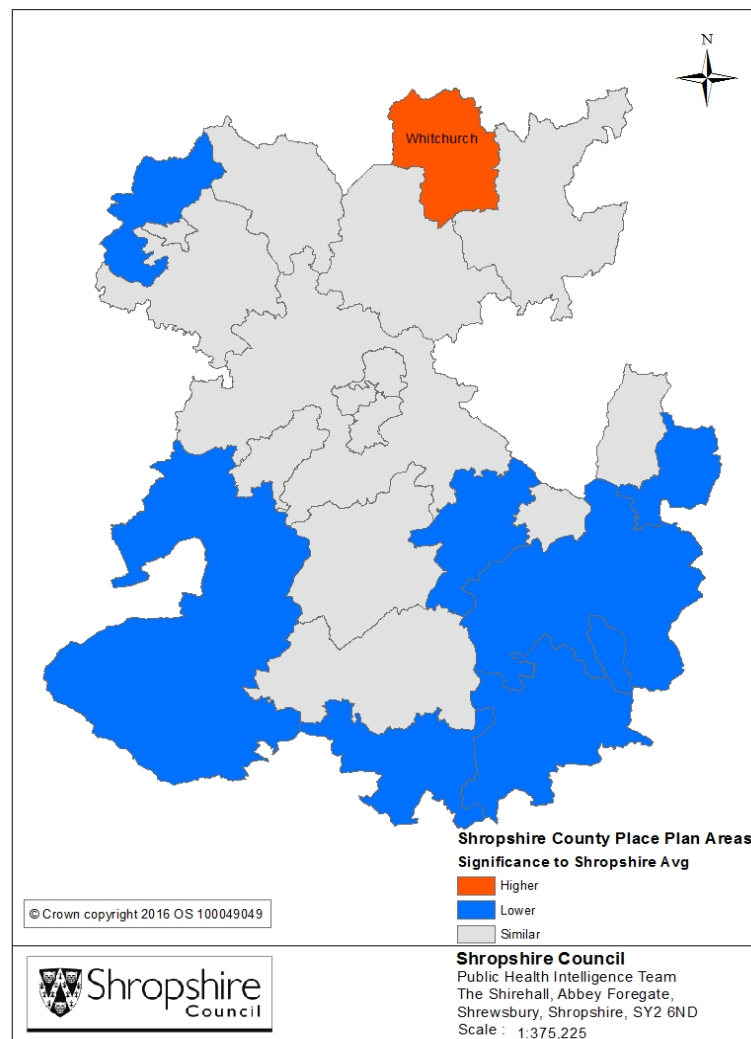 N
Whitchurch
Shropshire County Place Plan Areas
Significance to Shropshire Avg
Higher
Lower
Similar
© Crown copyright 2016 OS 100049049
Shropshire
Council
Shropshire Council
Public Health Intelligence Team
The Shirehall, Abbey Foregate,
Shrewsbury, Shropshire, SY2 6ND
Scale : 1:375,225